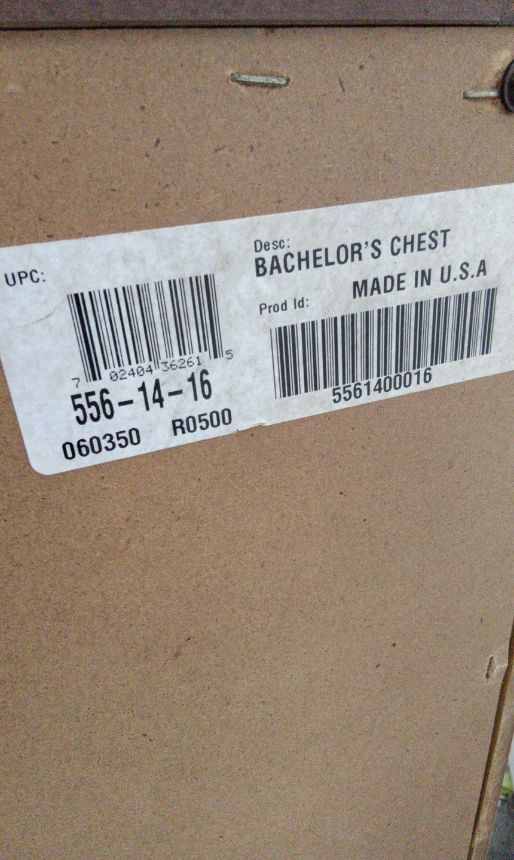 UPC:
7 02404 36261 5
556-14-16
060350 R0500
Desc:
BACHELOR'S CHEST
MADE IN U.S.A
Prod Id:
5561400016